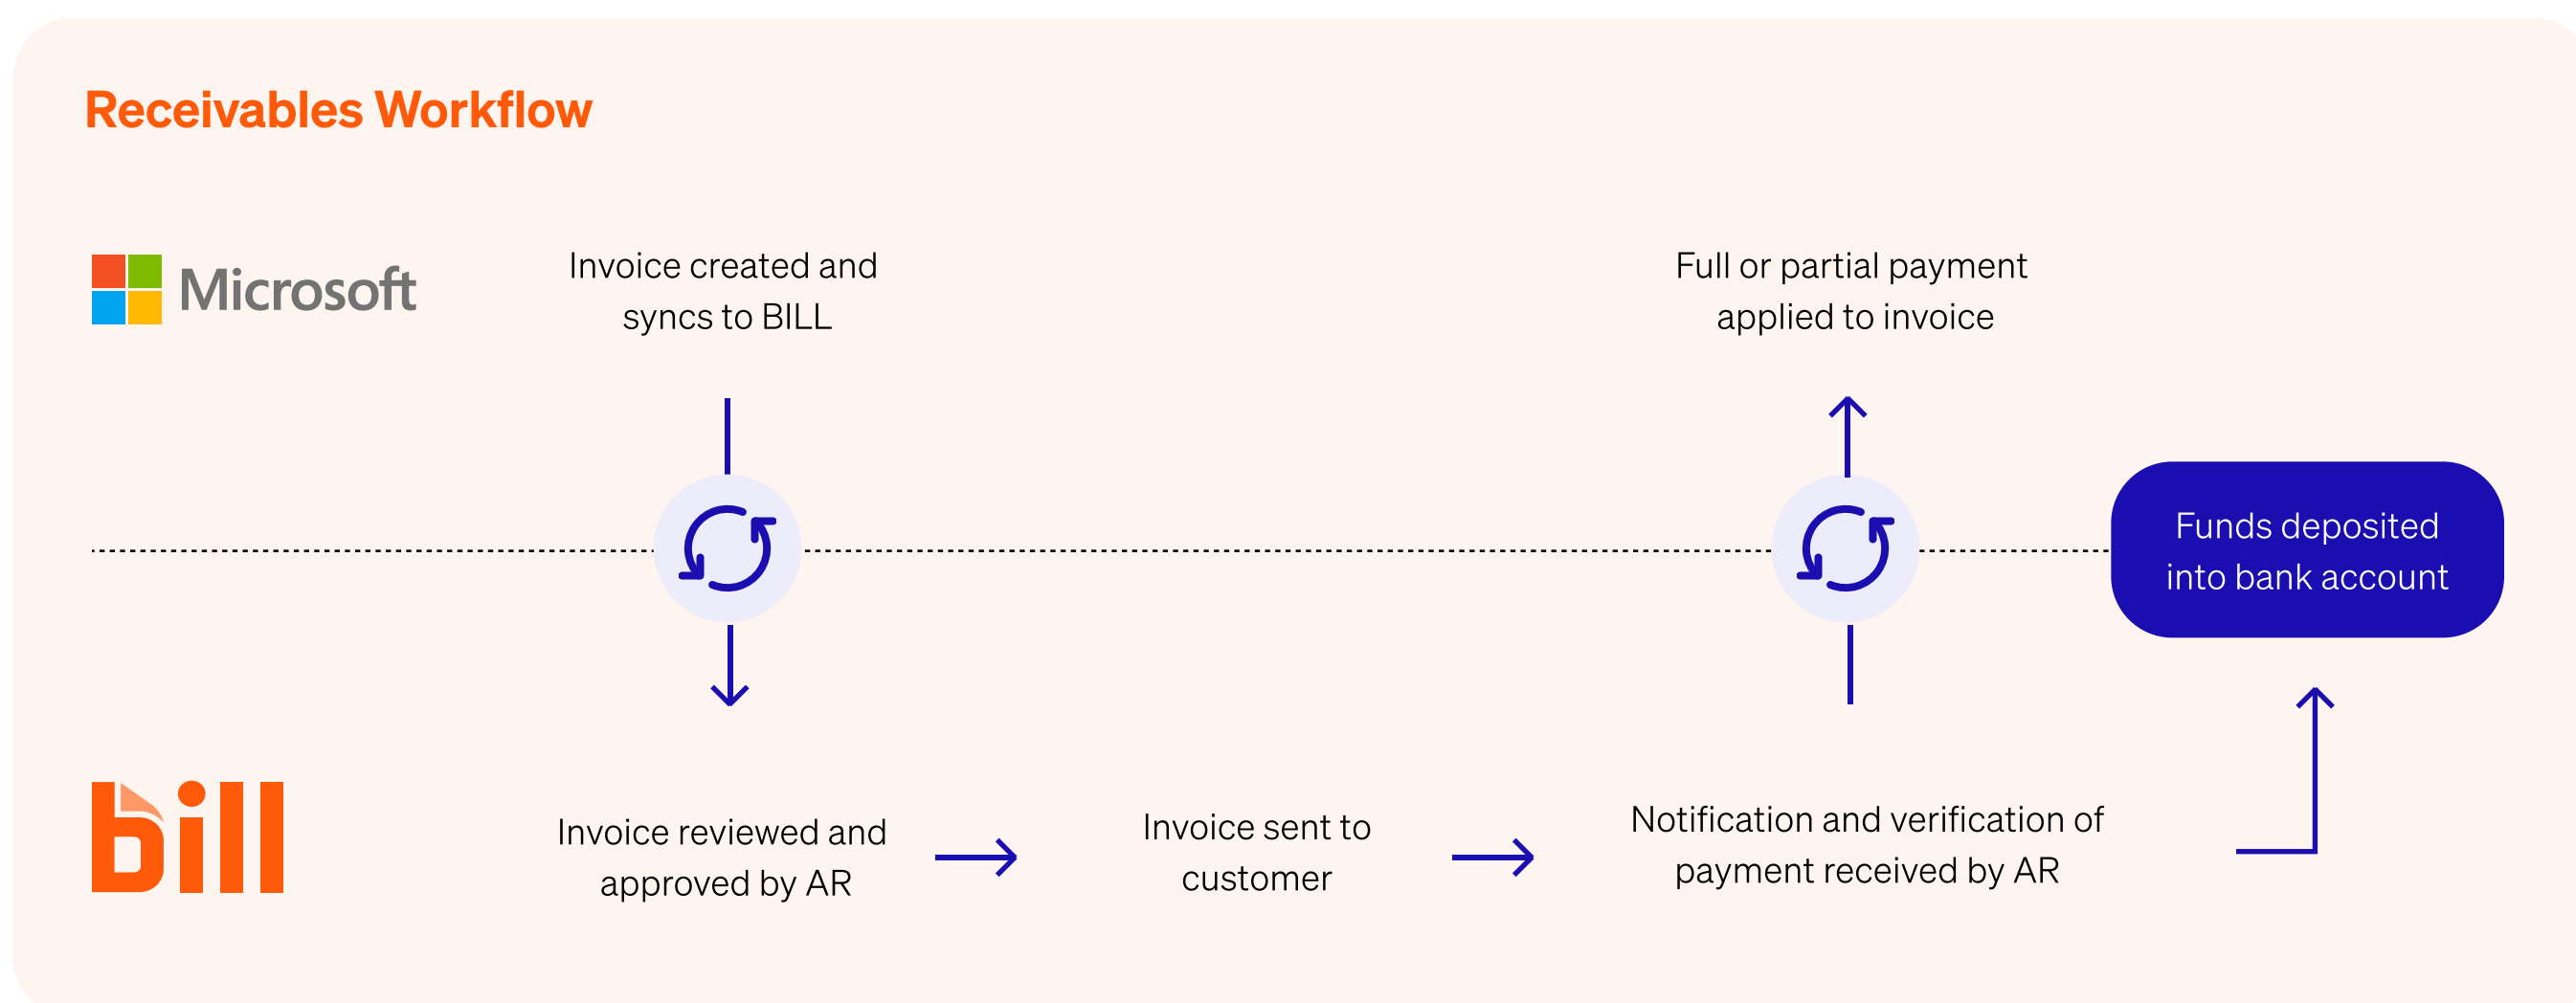 Receivables Workflow
Microsoft
Invoice created and
syncs to BILL
Full or partial payment
applied to invoice
Funds deposited
into bank account
bill
Invoice reviewed and
approved by AR
Invoice sent to
customer
Notification and verification of
payment received by AR